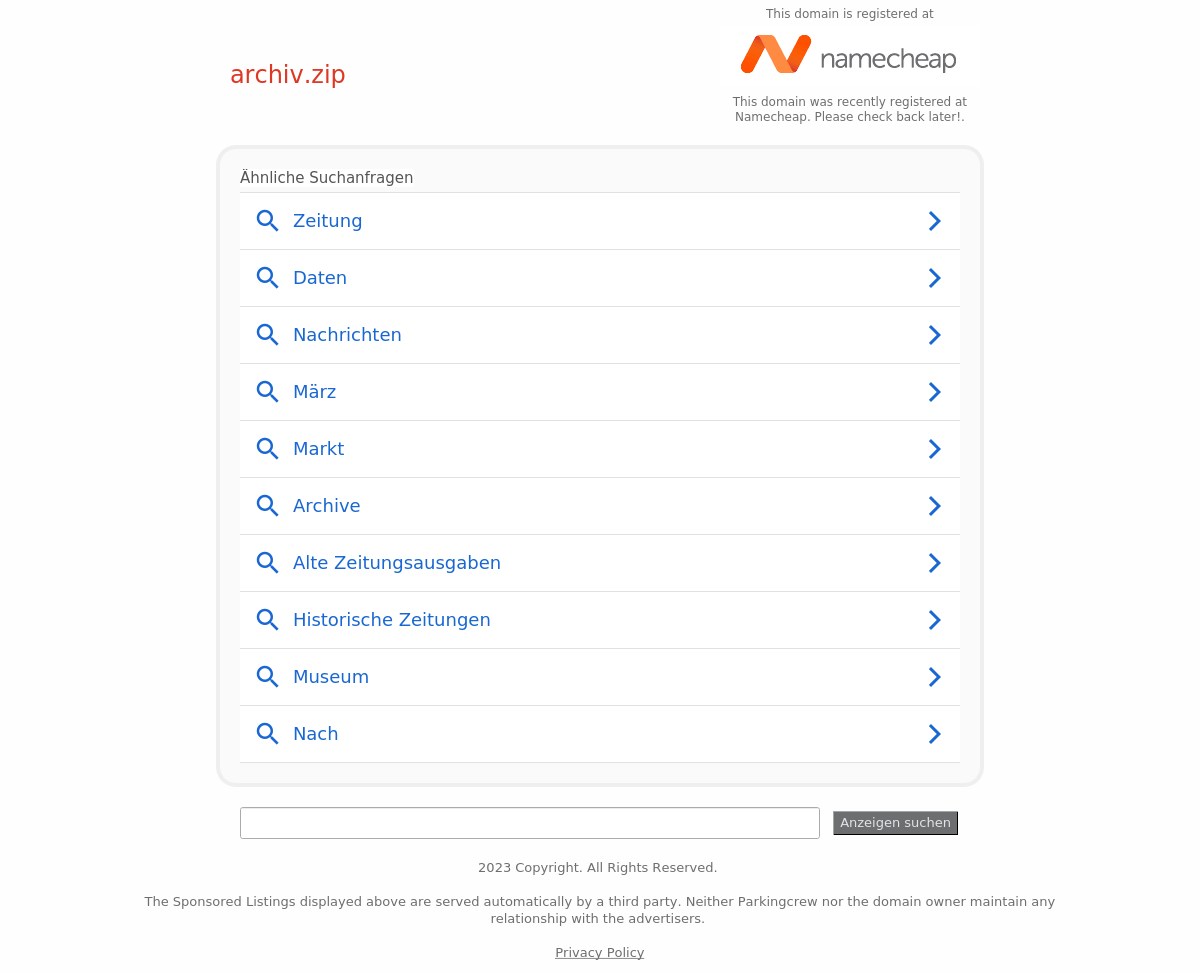 This domain is registered at
namecheap
archiv.zip
This domain was recently registered at
Namecheap. Please check back later!.
Ähnliche Suchanfragen
Zeitung
Daten
Nachrichten
März
Markt
Archive
Alte Zeitungsausgaben
Historische Zeitungen
Museum
Nach
Anzeigen suchen
2023 Copyright. All Rights Reserved.
The Sponsored Listings displayed above are served automatically by a third party. Neither Parkingcrew nor the domain owner maintain any
relationship with the advertisers.
Privacy Policy